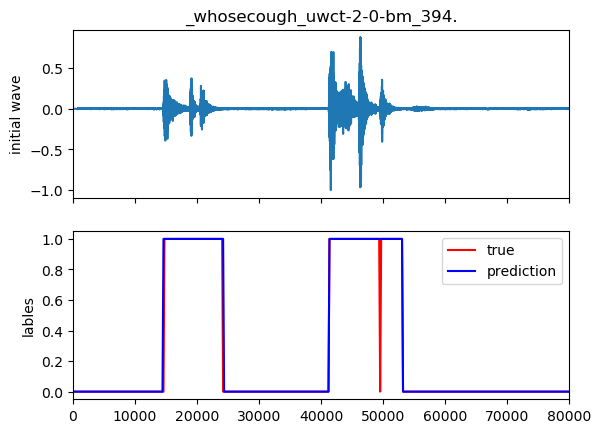 _whosecough_uwct-2-0-bm_394.
initial wave
0.5
0.0
−0.5
−1.0
lables
1.0
0.8
0.6
0.4
0.2
0.0
true
prediction
0 10000 20000 30000 40000 50000 60000 70000 80000